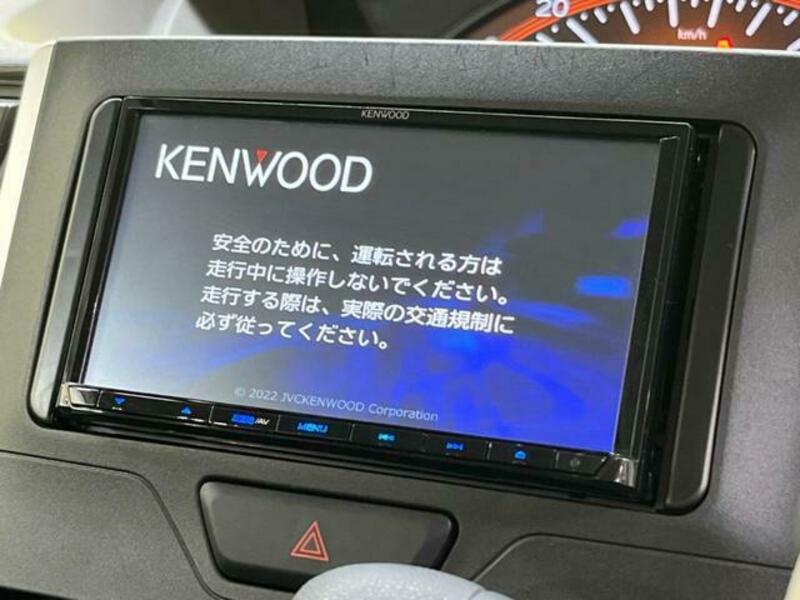 20
km/h
KENWOOD
KENWOOD
安全のために、運転される方は
走行中に操作しないでください。
走行する際は、実際の交通規制に
必ず従ってください。
© 2022 JVCKENWOOD Corporation
/AV
MENU